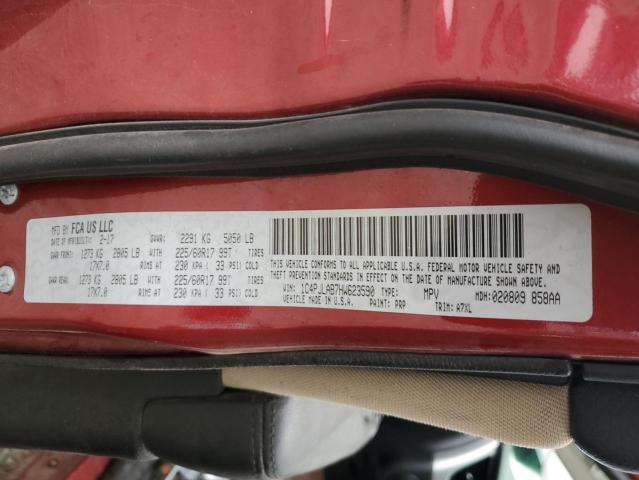 MFD BY FCA US LLC
DATE OF MFR(BUILT): 2-17 GVWR: 2291 KG 5050 LB
GAWR FRONT: 1273 KG 2805 LB WITH 225/60R17 99T TIRES
17X7.0 RIMS AT 230 KPA ( 33 PSI) COLD
GAWR REAR: 1273 KG 2805 LB WITH 225/60R17 99T TIRES
17X7.0 RIMS AT 230 KPA ( 33 PSI) COLD
THIS VEHICLE CONFORMS TO ALL APPLICABLE U.S.A. FEDERAL MOTOR VEHICLE SAFETY AND
THEFT PREVENTION STANDARDS IN EFFECT ON THE DATE OF MANUFACTURE SHOWN ABOVE.
VIN: 1C4PJLAB7HW623590 TYPE: MPV MDH: 020809 858AA
VEHICLE MADE IN U.S.A. PAINT: PRP TRIM: A7XL